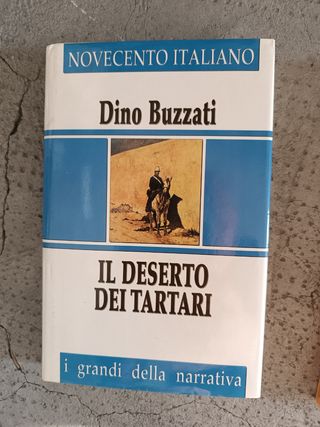 NOVECENTO ITALIANO
Dino Buzzati
IL DESERTO
DEI TARTARI
i grandi della narrativa